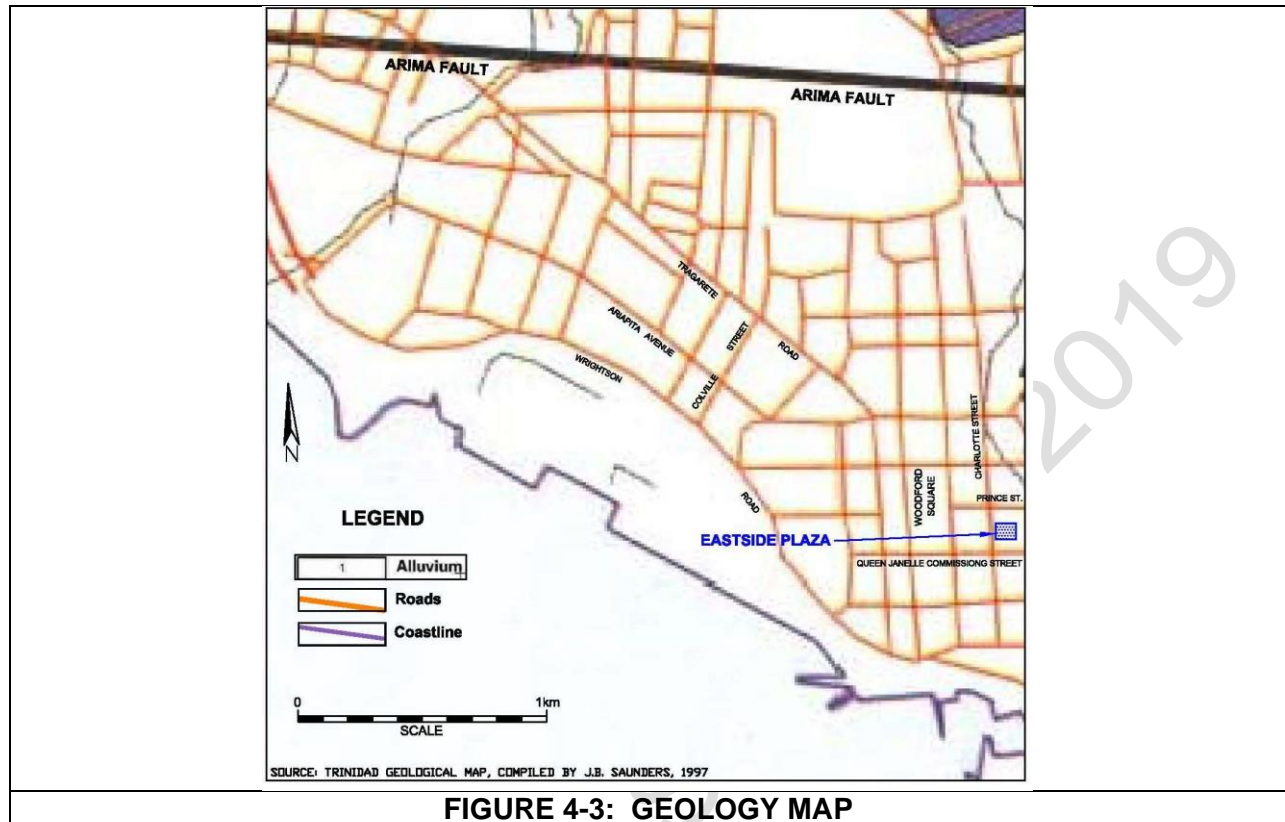 ARIMA FAULT
ARIMA FAULT
TRAGARETE
ROAD
STREET
COLVILLE
ARIAPITA AVENUE
WRIGHTSON
ROAD
CHARLOTTE STREET
WOODFORD
SQUARE
PRINCE ST.
EASTSIDE PLAZA
QUEEN JANELLE COMMISSIONG STREET
N
LEGEND
1 Alluvium
Roads
Coastline
0 1km
SCALE
SOURCE: TRINIDAD GEOLOGICAL MAP, COMPILED BY J.B. SAUNDERS, 1997
FIGURE 4-3: GEOLOGY MAP
2019